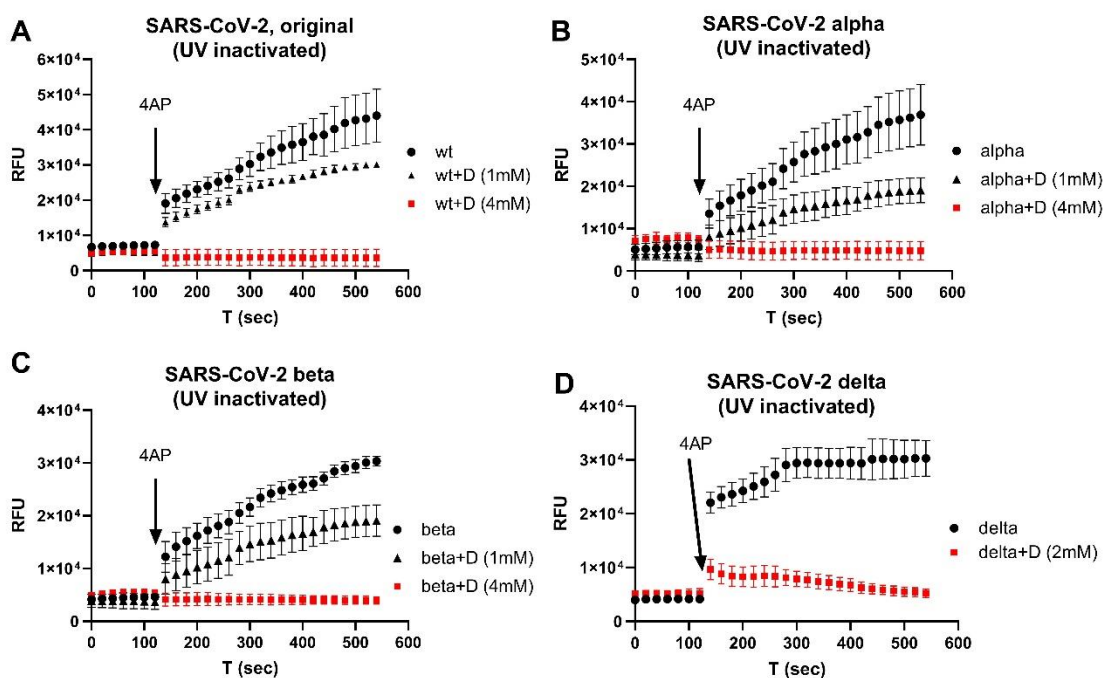 A
SARS-CoV-2, original
(UV inactivated)
6×10⁴
5×10⁴
4×10⁴
3×10⁴
2×10⁴
1×10⁴
0
RFU
4AP
0 100 200 300 400 500 600
T (sec)
wt
wt+D (1mM)
wt+D (4mM)
B
SARS-CoV-2 alpha
(UV inactivated)
5×10⁴
4×10⁴
3×10⁴
2×10⁴
1×10⁴
0
RFU
4AP
0 100 200 300 400 500 600
T (sec)
alpha
alpha+D (1mM)
alpha+D (4mM)
C
SARS-CoV-2 beta
(UV inactivated)
4×10⁴
3×10⁴
2×10⁴
1×10⁴
0
RFU
4AP
0 100 200 300 400 500 600
T (sec)
beta
beta+D (1mM)
beta+D (4mM)
D
SARS-CoV-2 delta
(UV inactivated)
4×10⁴
3×10⁴
2×10⁴
1×10⁴
0
RFU
4AP
0 100 200 300 400 500 600
T (sec)
delta
delta+D (2mM)